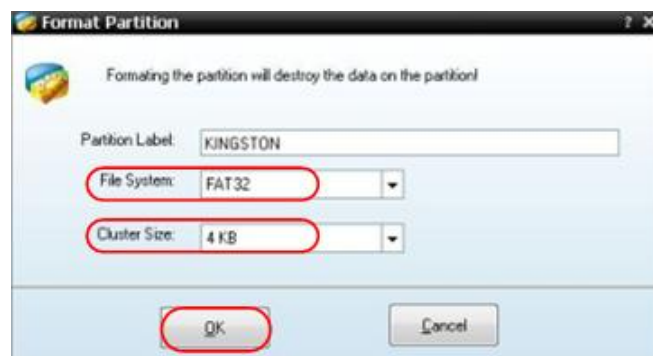 Format Partition
Formating the partition will destroy the data on the partition!
Partition Label: KINGSTON
File System: FAT32
Cluster Size: 4 KB
OK Cancel